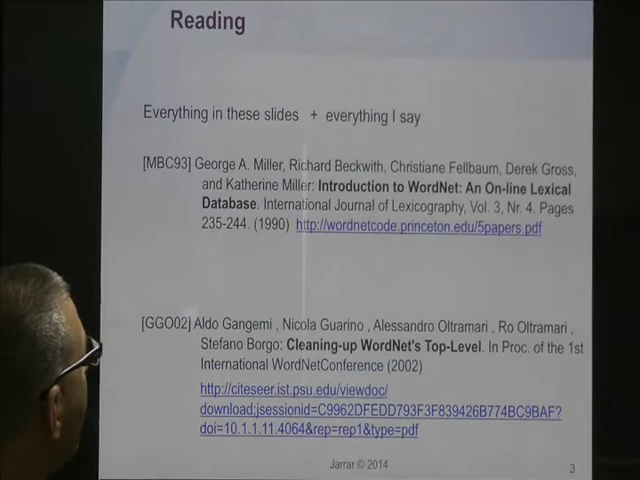 Reading
Everything in these slides + everything I say
[MBC93] George A. Miller, Richard Beckwith, Christiane Fellbaum, Derek Gross,
and Katherine Miller: Introduction to WordNet: An On-line Lexical
Database. International Journal of Lexicography, Vol. 3, Nr. 4. Pages
235-244. (1990) http://wordnetcode.princeton.edu/5papers.pdf
[GGO02] Aldo Gangemi , Nicola Guarino , Alessandro Oltramari , Ro Oltramari ,
Stefano Borgo: Cleaning-up WordNet's Top-Level. In Proc. of the 1st
International WordNetConference (2002)
http://citeseer.ist.psu.edu/viewdoc/
download;jsessionid=C9962DFEDD793F3F839426B774BC9BAF?
doi=10.1.1.11.4064&rep=rep1&type=pdf
Jarrar © 2014
3